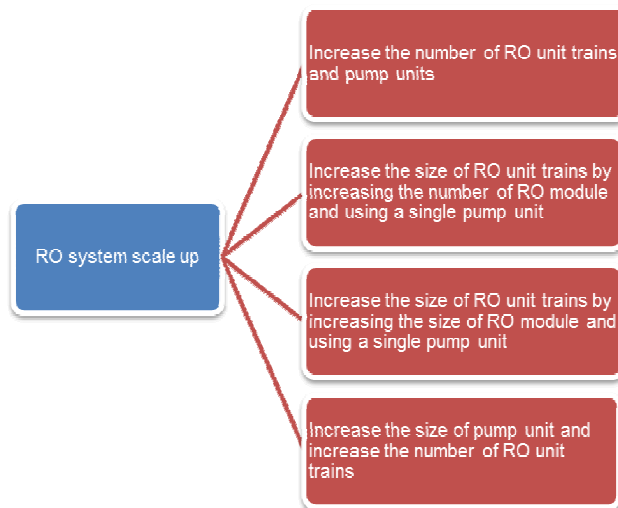 Increase the number of RO unit trains
and pump units
Increase the size of RO unit trains by
increasing the number of RO module
and using a single pump unit
RO system scale up
Increase the size of RO unit trains by
increasing the size of RO module and
using a single pump unit
Increase the size of pump unit and
increase the number of RO unit
trains